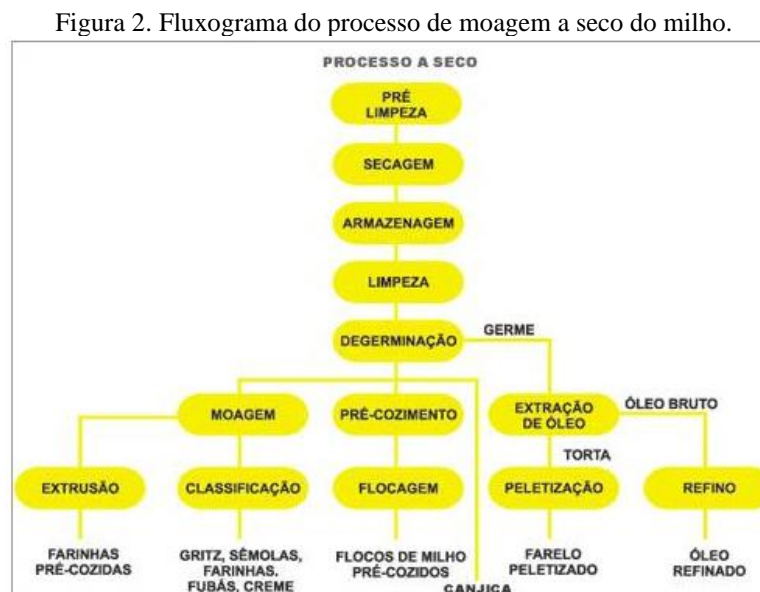 Figura 2. Fluxograma do processo de moagem a seco do milho.
PROCESSO A SECO
PRÉ
LIMPEZA
SECAGEM
ARMAZENAGEM
LIMPEZA
DEGERMINAÇÃO
GERME
MOAGEM
PRÉ-COZIMENTO
EXTRAÇÃO
DE ÓLEO
ÓLEO BRUTO
TORTA
EXTRUSÃO
CLASSIFICAÇÃO
FLOCAGEM
PELETIZAÇÃO
REFINO
FARINHAS
PRÉ-COZIDAS
GRITZ, SÊMOLAS,
FARINHAS,
FUBÁS, CREME
FLOCOS DE MILHO
PRÉ-COZIDOS
CANJICA
FARELO
PELETIZADO
ÓLEO
REFINADO